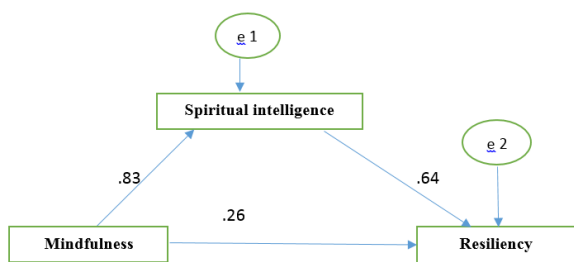 e 1
Spiritual intelligence
e 2
.83
.64
.26
Mindfulness
Resiliency